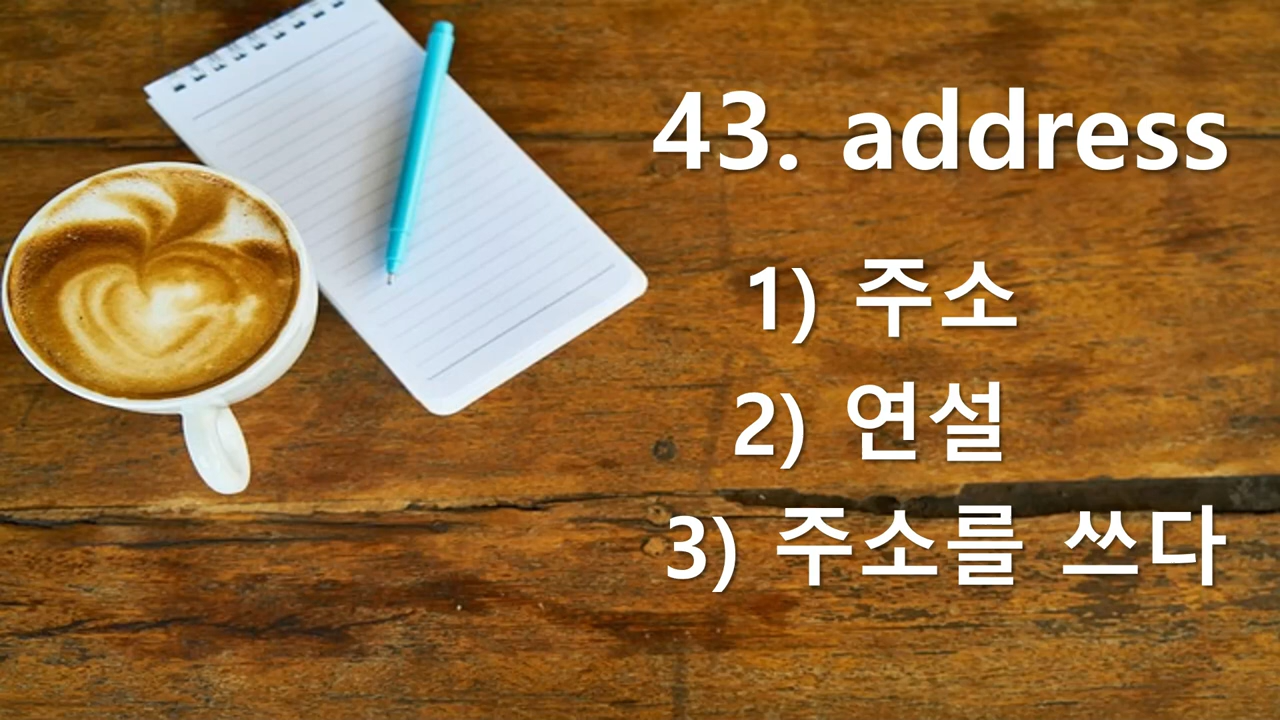 43. address
1) 주소
2) 연설
3) 주소를 쓰다